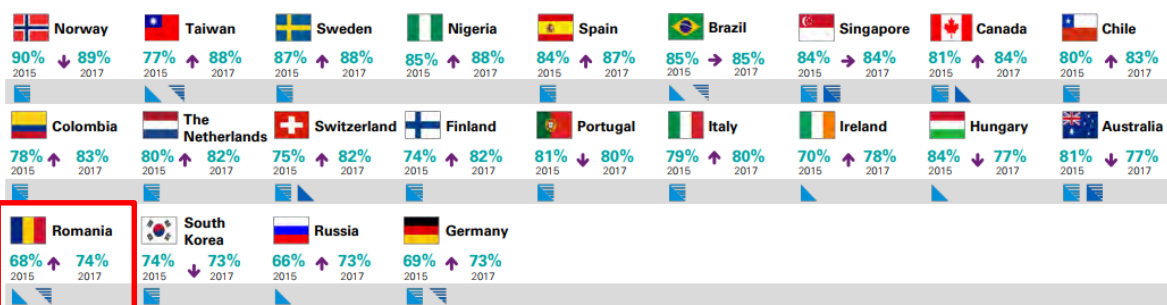 Norway Taiwan Sweden Nigeria Spain Brazil Singapore Canada Chile
90% 89% 77% 88% 87% 88% 85% 88% 84% 87% 85% 85% 84% 84% 81% 84% 80% 83%
2015 2017 2015 2017 2015 2017 2015 2017 2015 2017 2015 2017 2015 2017 2015 2017 2015 2017
Colombia The Netherlands Switzerland Finland Portugal Italy Ireland Hungary Australia
78% 83% 80% 82% 75% 82% 74% 82% 81% 80% 79% 80% 70% 78% 84% 77% 81% 77%
2015 2017 2015 2017 2015 2017 2015 2017 2015 2017 2015 2017 2015 2017 2015 2017 2015 2017
Romania South Korea Russia Germany
68% 74% 74% 73% 66% 73% 69% 73%
2015 2017 2015 2017 2015 2017 2015 2017